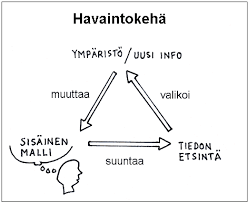 Havaintokehä
YMPÄRISTÖ / UUSI INFO
muuttaa
valikoi
SISÄINEN
MALLI
suuntaa
TIEDON
ETSINTÄ